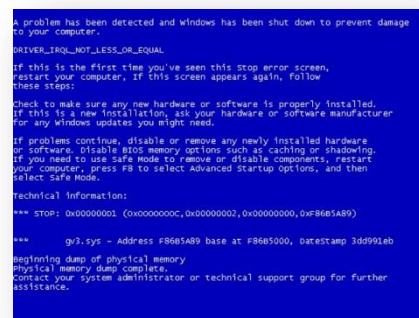 A problem has been detected and Windows has been shut down to prevent damage
to your computer.
DRIVER_IRQL_NOT_LESS_OR_EQUAL
If this is the first time you've seen this Stop error screen,
restart your computer, If this screen appears again, follow
these steps:
Check to make sure any new hardware or software is properly installed.
If this is a new installation, ask your hardware or software manufacturer
for any Windows updates you might need.
If problems continue, disable or remove any newly installed hardware
or software. Disable BIOS memory options such as caching or shadowing.
If you need to use Safe Mode to remove or disable components, restart
your computer, press F8 to select Advanced Startup Options, and then
select Safe Mode.
Technical information:
*** STOP: 0x000000D1 (0x0000000C,0x00000002,0x00000000,0xF86B5A89)
*** gv3.sys - Address F86B5A89 base at F86B5000, DateStamp 3dd991eb
Beginning dump of physical memory
Physical memory dump complete.
Contact your system administrator or technical support group for further
assistance.